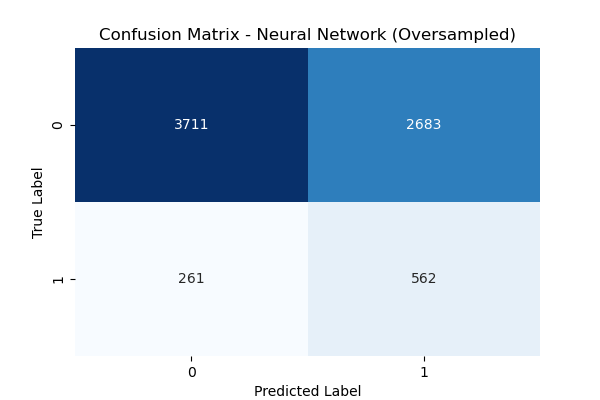 Confusion Matrix - Neural Network (Oversampled)
True Label
0
3711
2683
1
261
562
0
1
Predicted Label